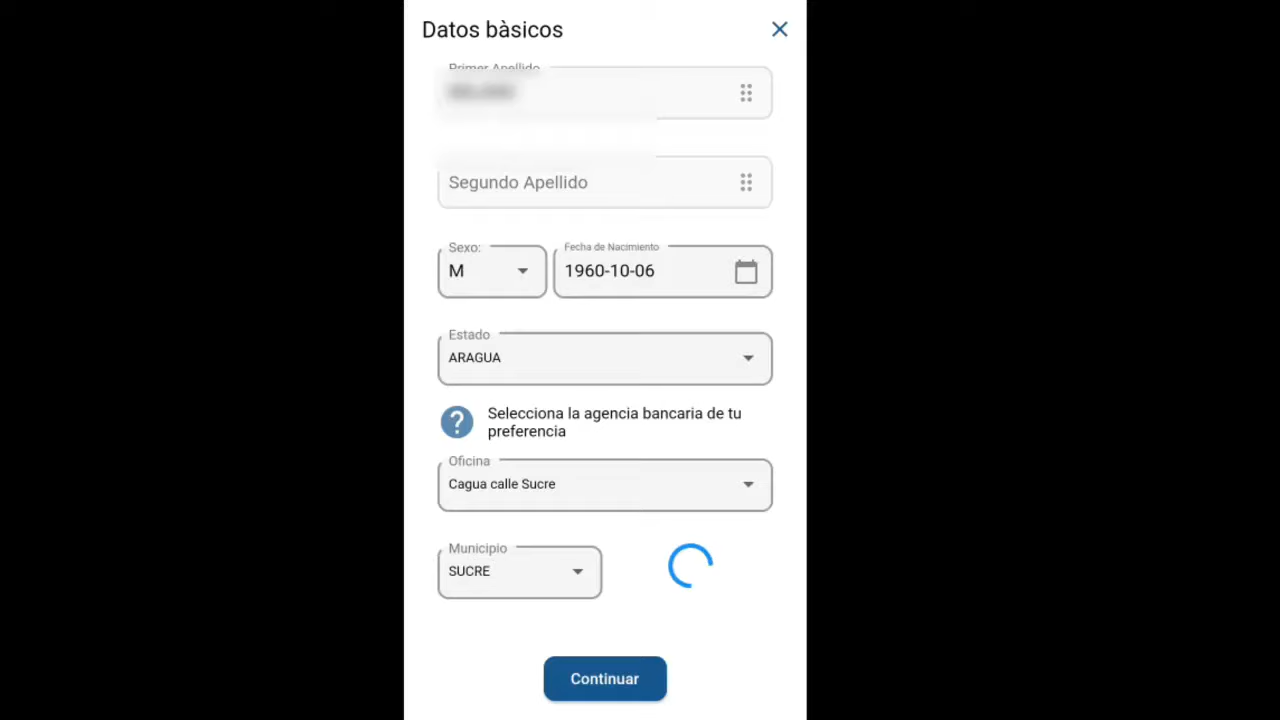 Datos bàsicos
Primer Apellido
Segundo Apellido
Sexo:
M
Fecha de Nacimiento
1960-10-06
Estado
ARAGUA
?
Selecciona la agencia bancaria de tu
preferencia
Oficina
Cagua calle Sucre
Municipio
SUCRE
Continuar